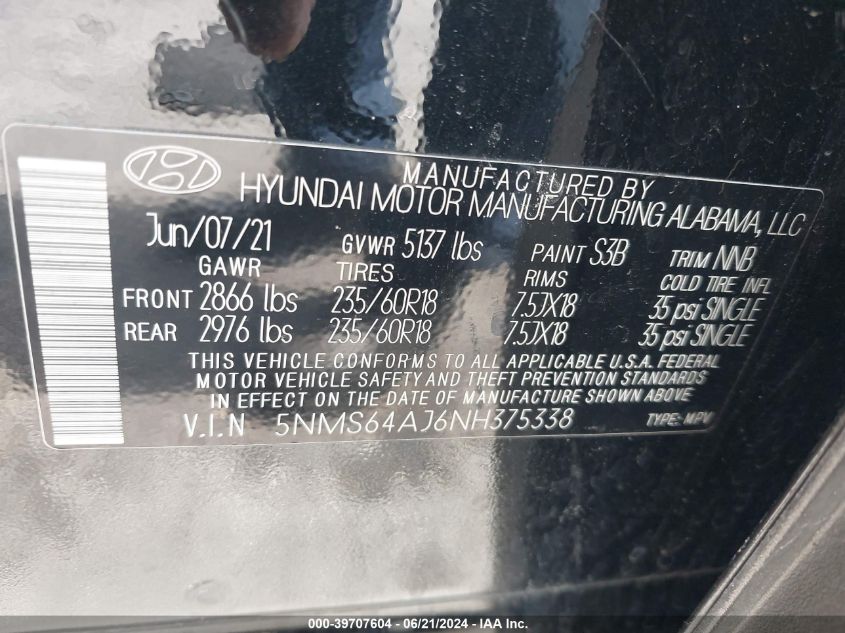 MANUFACTURED BY
HYUNDAI MOTOR MANUFACTURING ALABAMA, LLC
Jun/07/21 GVWR 5137 lbs PAINT S3B TRIM NNB
GAWR TIRES RIMS COLD TIRE INFL
FRONT 2866 lbs 235/60R18 7.5JX18 35 psi SINGLE
REAR 2976 lbs 235/60R18 7.5JX18 35 psi SINGLE
THIS VEHICLE CONFORMS TO ALL APPLICABLE U.S.A. FEDERAL
MOTOR VEHICLE SAFETY AND THEFT PREVENTION STANDARDS
IN EFFECT ON THE DATE OF MANUFACTURE SHOWN ABOVE
V.I.N 5NMS64AJ6NH375338 TYPE: MPV
000-39707604 - 06/21/2024 - IAA Inc.